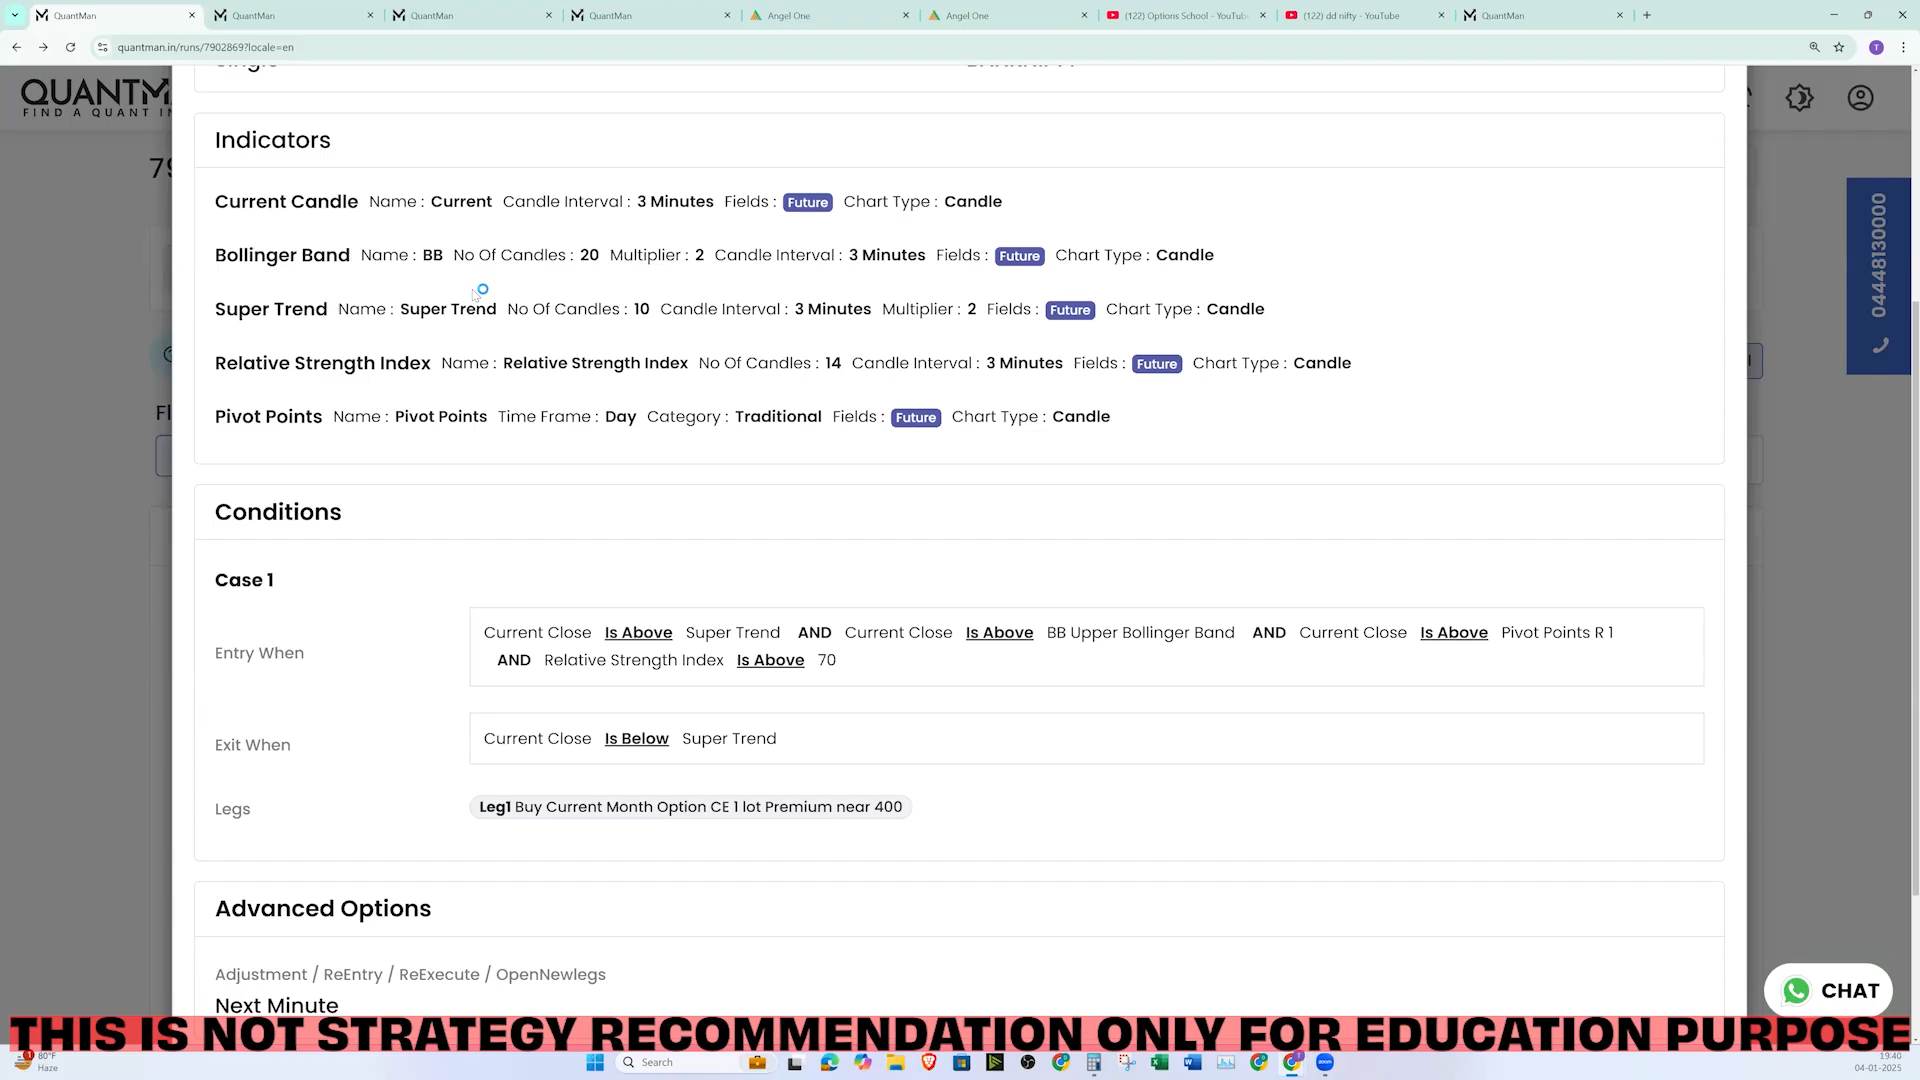 QuantMan
QuantMan
QuantMan
QuantMan
Angel One
Angel One
(122) Options School - YouTube
(122) dd nifty - YouTube
QuantMan
quantman.in/runs/7902869?locale=en
T
QUANTM
FIND A QUANT IN
79
Indicators
Current Candle Name : Current Candle Interval : 3 Minutes Fields : Future Chart Type : Candle
Bollinger Band Name : BB No Of Candles : 20 Multiplier : 2 Candle Interval : 3 Minutes Fields : Future Chart Type : Candle
Super Trend Name : Super Trend No Of Candles : 10 Candle Interval : 3 Minutes Multiplier : 2 Fields : Future Chart Type : Candle
Relative Strength Index Name : Relative Strength Index No Of Candles : 14 Candle Interval : 3 Minutes Fields : Future Chart Type : Candle
Pivot Points Name : Pivot Points Time Frame : Day Category : Traditional Fields : Future Chart Type : Candle
04448130000
Conditions
Case 1
Entry When
Current Close Is Above Super Trend AND Current Close Is Above BB Upper Bollinger Band AND Current Close Is Above Pivot Points R 1
AND Relative Strength Index Is Above 70
Exit When
Current Close Is Below Super Trend
Legs
Leg1 Buy Current Month Option CE 1 lot Premium near 400
Advanced Options
Adjustment / ReEntry / ReExecute / OpenNewlegs
Next Minute
CHAT
THIS IS NOT STRATEGY RECOMMENDATION ONLY FOR EDUCATION PURPOSE
80°F
Haze
Search
19:40
04-01-2025